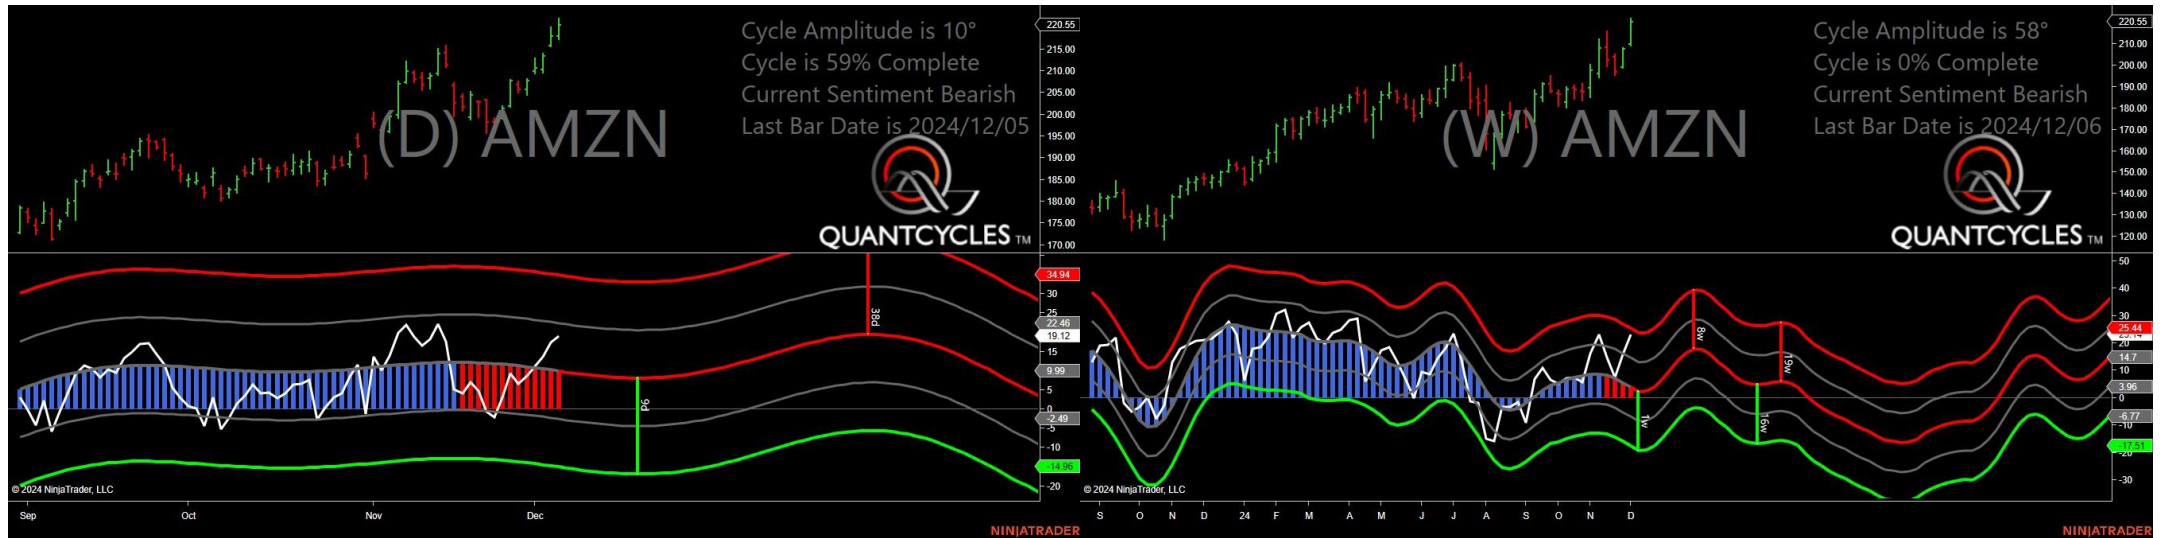 Cycle Amplitude is 10°
Cycle is 59% Complete
Current Sentiment Bearish
Last Bar Date is 2024/12/05
(D) AMZN
QUANTCYCLES TM
220.55
215.00
210.00
205.00
200.00
195.00
190.00
185.00
180.00
175.00
170.00
34.94
30
25
22.46
19.12
15
9.99
5
0
-2.49
-5
-10
-14.96
-20
38d
9d
© 2024 NinjaTrader, LLC
Sep Oct Nov Dec
NINJATRADER
Cycle Amplitude is 58°
Cycle is 0% Complete
Current Sentiment Bearish
Last Bar Date is 2024/12/06
(W) AMZN
QUANTCYCLES TM
220.55
210.00
200.00
190.00
180.00
170.00
160.00
150.00
140.00
130.00
120.00
50
40
30
25.44
14.7
10
3.96
0
-6.77
-10
-17.51
-20
-30
8w
19w
1w
16w
© 2024 NinjaTrader, LLC
S O N D 24 F M A M J J A S O N D
NINJATRADER